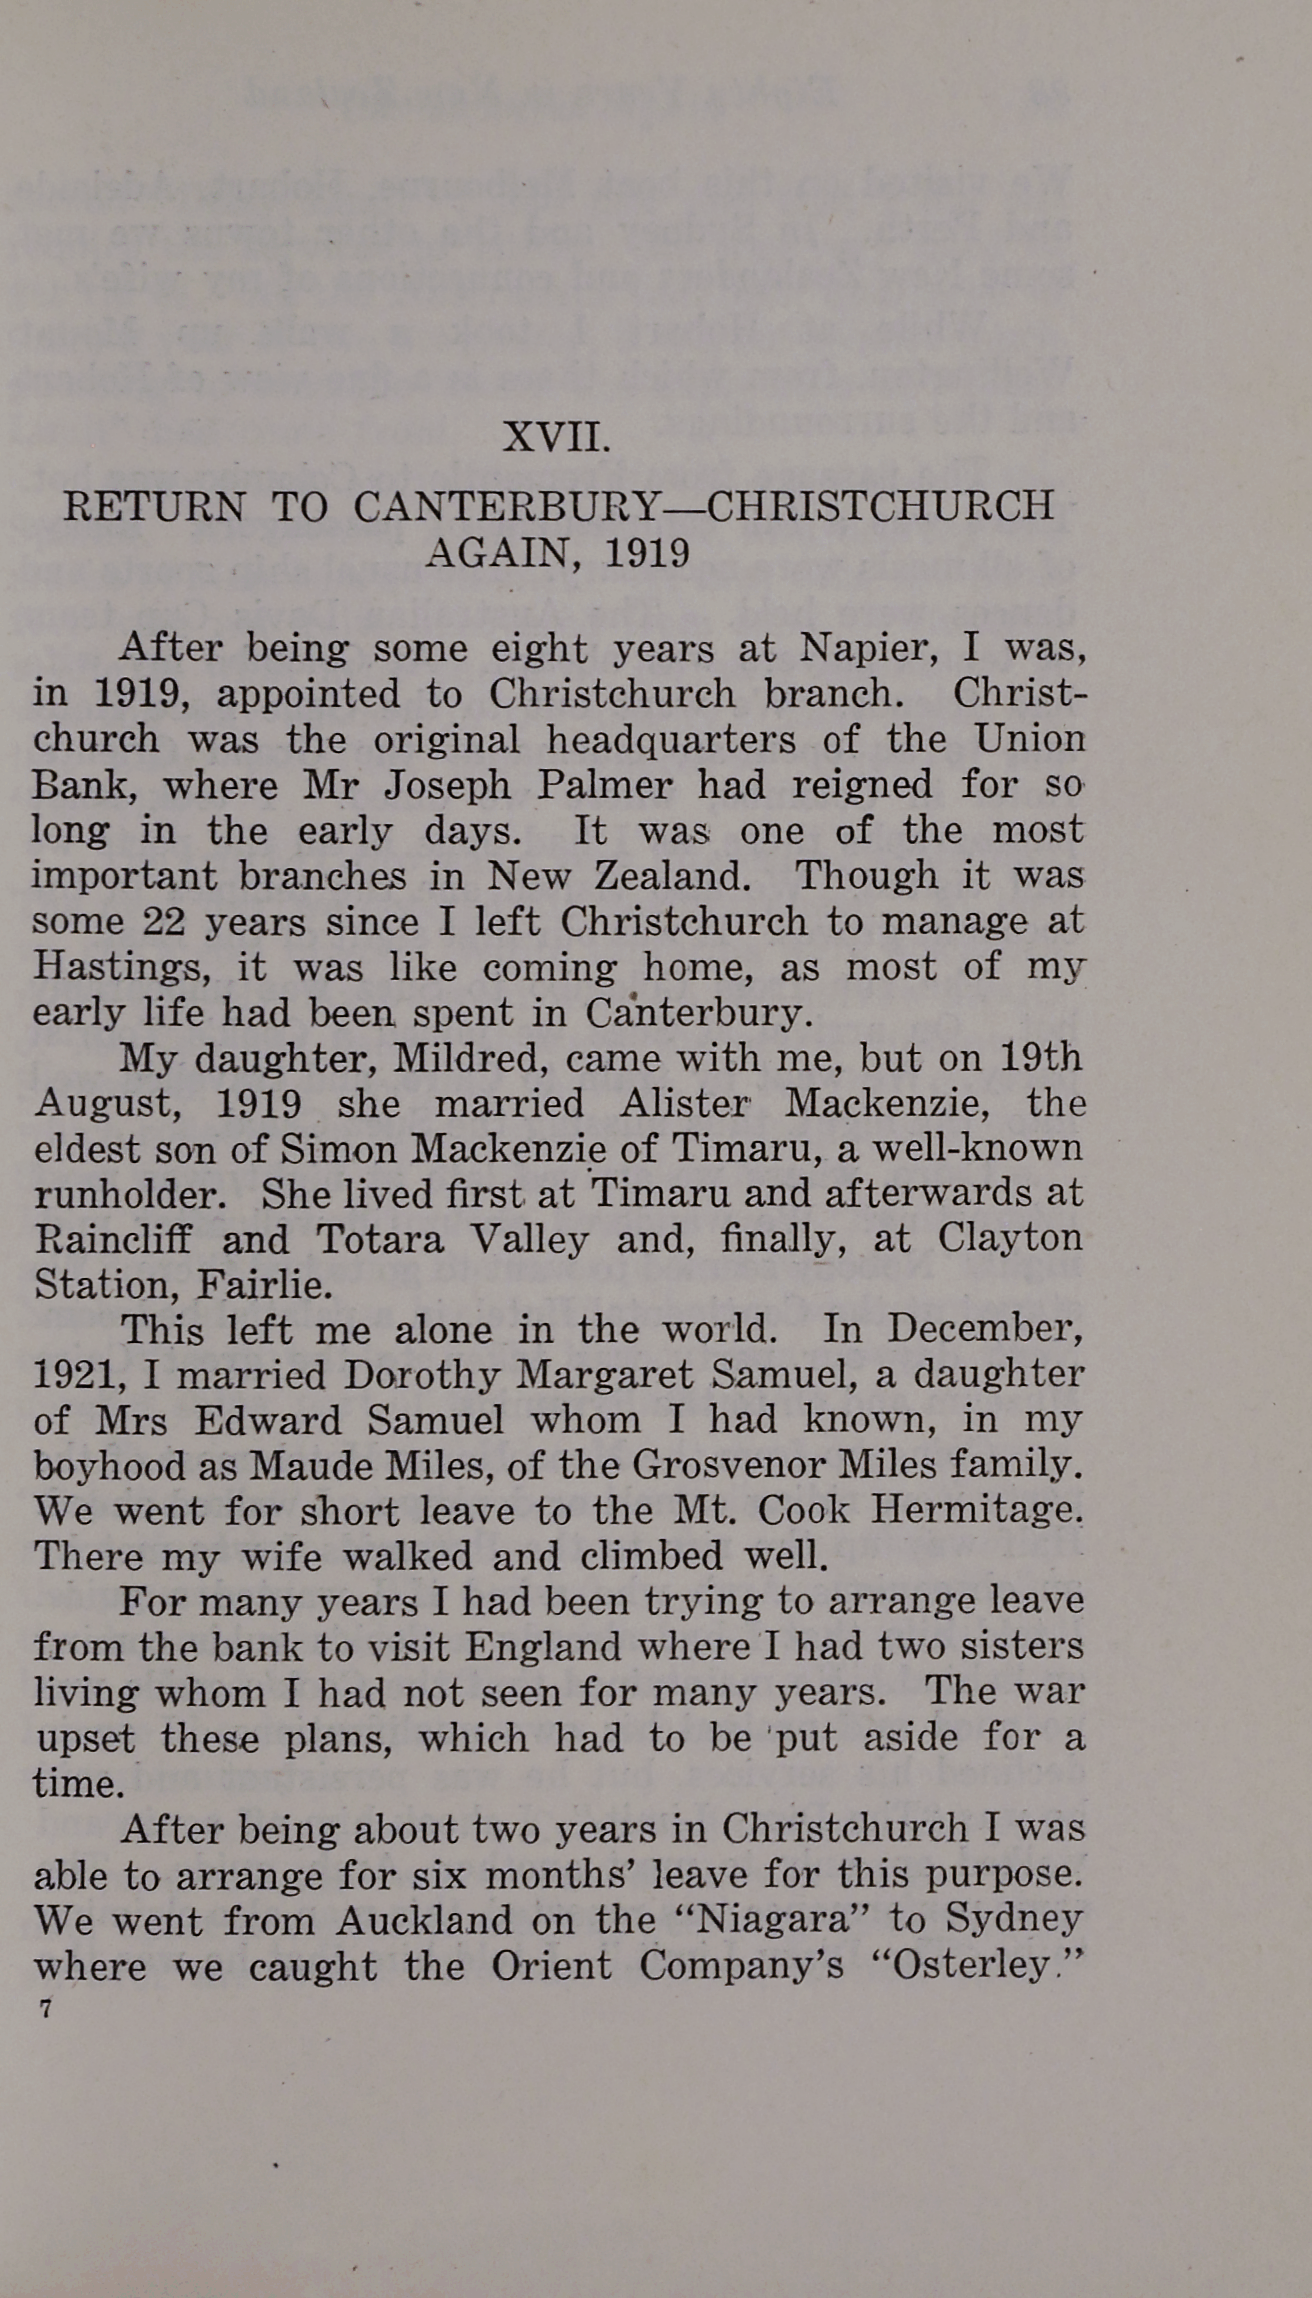 XVII.
RETURN TO CANTERBURY—CHRISTCHURCH
AGAIN, 1919
After being some eight years at Napier, I was,
in 1919, appointed to Christchurch branch. Christ-
church was the original headquarters of the Union
Bank, where Mr Joseph Palmer had reigned for so
long in the early days. It was one of the most
important branches in New Zealand. Though it was
some 22 years since I left Christchurch to manage at
Hastings, it was like coming home, as most of my
early life had been spent in Canterbury.
My daughter, Mildred, came with me, but on 19th
August, 1919 she married Alister Mackenzie, the
eldest son of Simon Mackenzie of Timaru, a well-known
runholder. She lived first at Timaru and afterwards at
Raincliff and Totara Valley and, finally, at Clayton
Station, Fairlie.
This left me alone in the world. In December,
1921, I married Dorothy Margaret Samuel, a daughter
of Mrs Edward Samuel whom I had known, in my
boyhood as Maude Miles, of the Grosvenor Miles family.
We went for short leave to the Mt. Cook Hermitage.
There my wife walked and climbed well.
For many years I had been trying to arrange leave
from the bank to visit England where I had two sisters
living whom I had not seen for many years. The war
upset these plans, which had to be put aside for a
time.
After being about two years in Christchurch I was
able to arrange for six months’ leave for this purpose.
We went from Auckland on the “Niagara” to Sydney
where we caught the Orient Company’s “Osterley.”
7